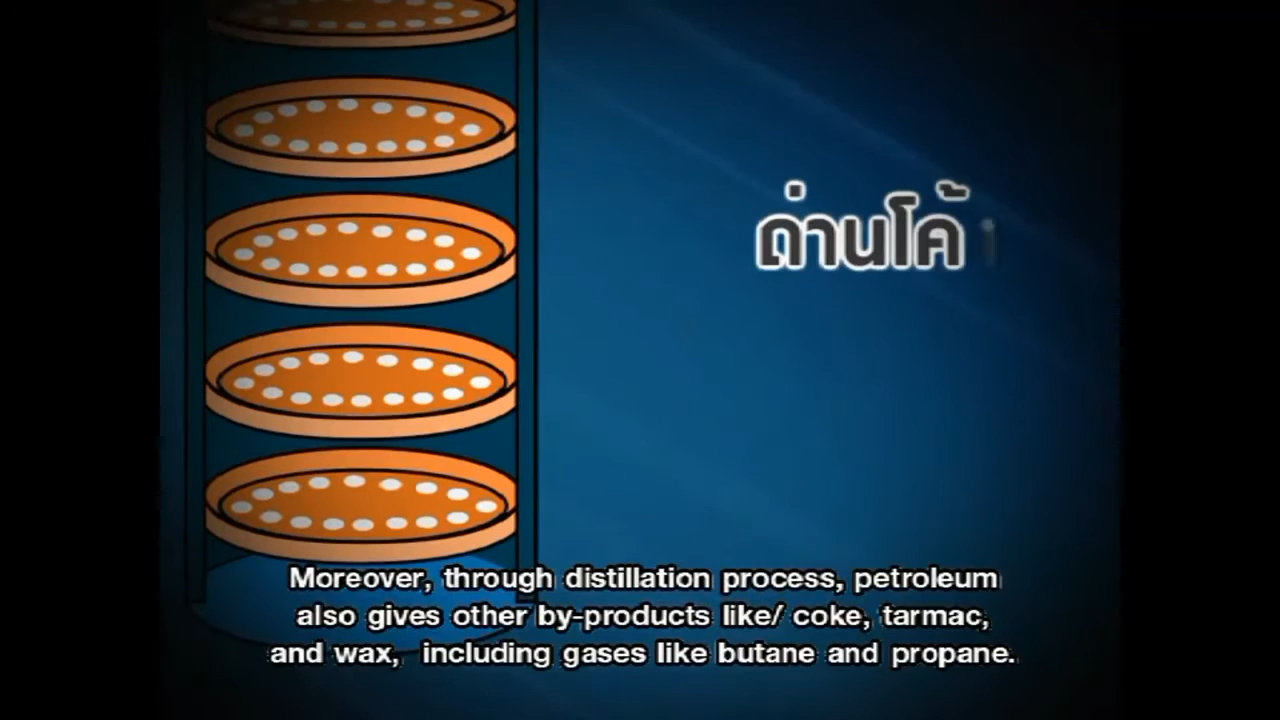 ถ่านโค้
Moreover, through distillation process, petroleum
also gives other by-products like/ coke, tarmac,
and wax, including gases like butane and propane.